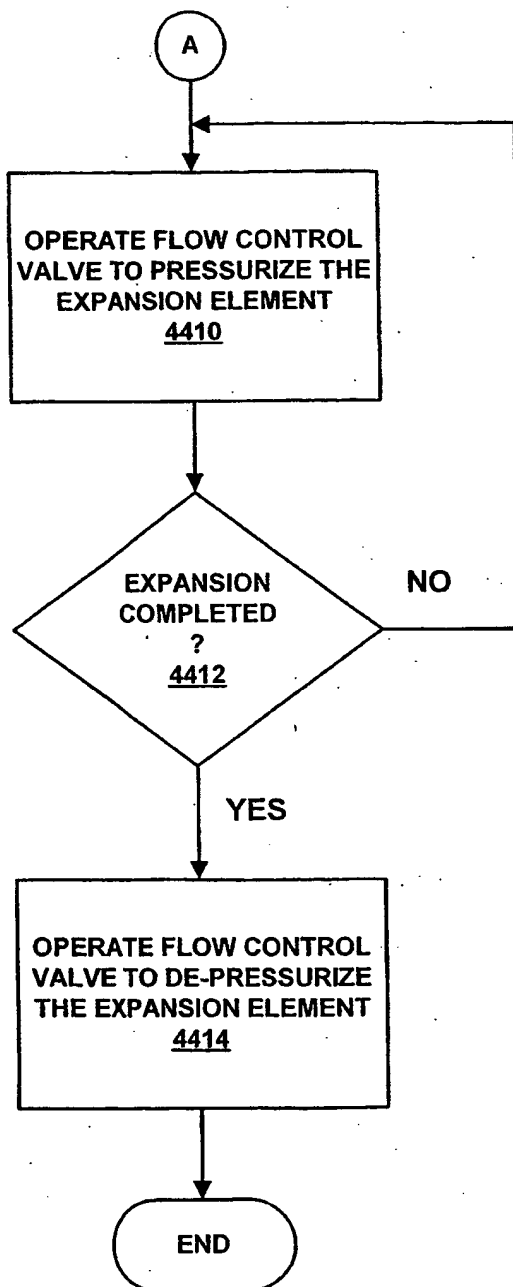 A
OPERATE FLOW CONTROL
VALVE TO PRESSURIZE THE
EXPANSION ELEMENT
4410
EXPANSION
COMPLETED
?
4412
NO
YES
OPERATE FLOW CONTROL
VALVE TO DE-PRESSURIZE
THE EXPANSION ELEMENT
4414
END